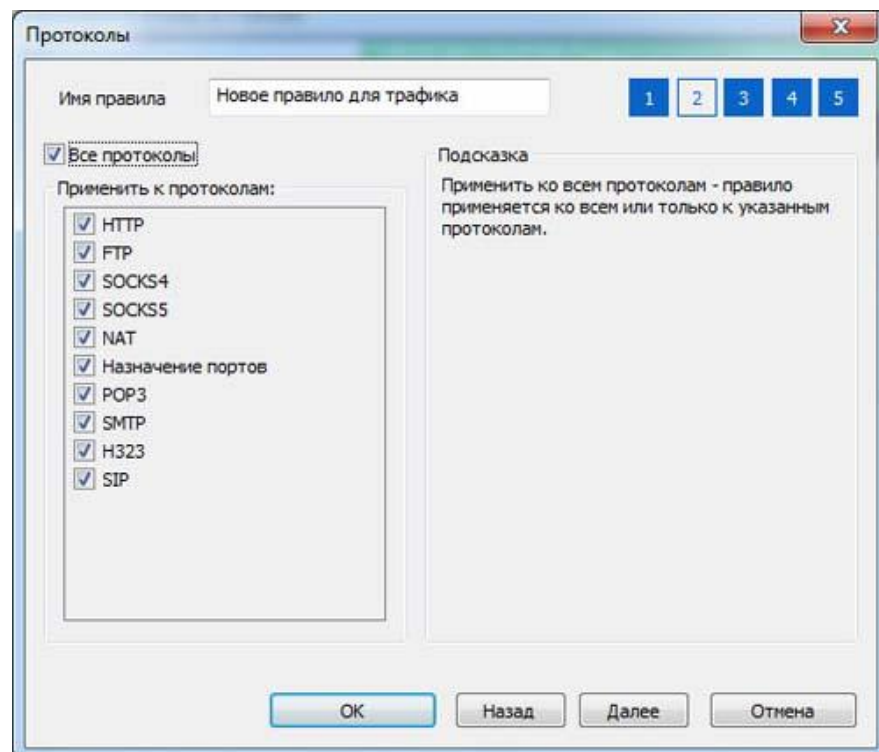 Протоколы
Имя правила
Новое правило для трафика
1 2 3 4 5
Все протоколы
Применить к протоколам:
HTTP
FTP
SOCKS4
SOCKS5
NAT
Назначение портов
POP3
SMTP
H323
SIP
Подсказка
Применить ко всем протоколам - правило
применяется ко всем или только к указанным
протоколам.
OK
Назад
Далее
Отмена